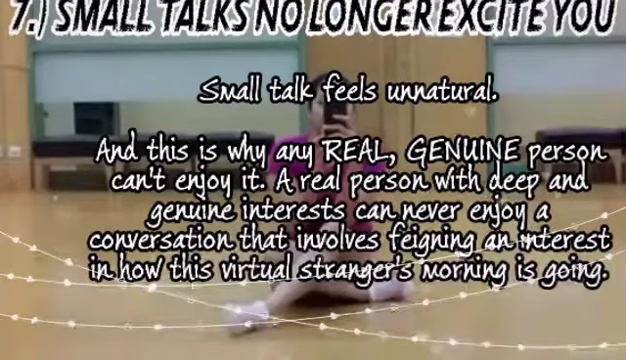 7.) SMALL TALKS NO LONGER EXCITE YOU
Small talk feels unnatural.
And this is why any REAL, GENUINE person
can't enjoy it. A real person with deep and
genuine interests can never enjoy a
conversation that involves feigning an interest
in how this virtual stranger's morning is going.